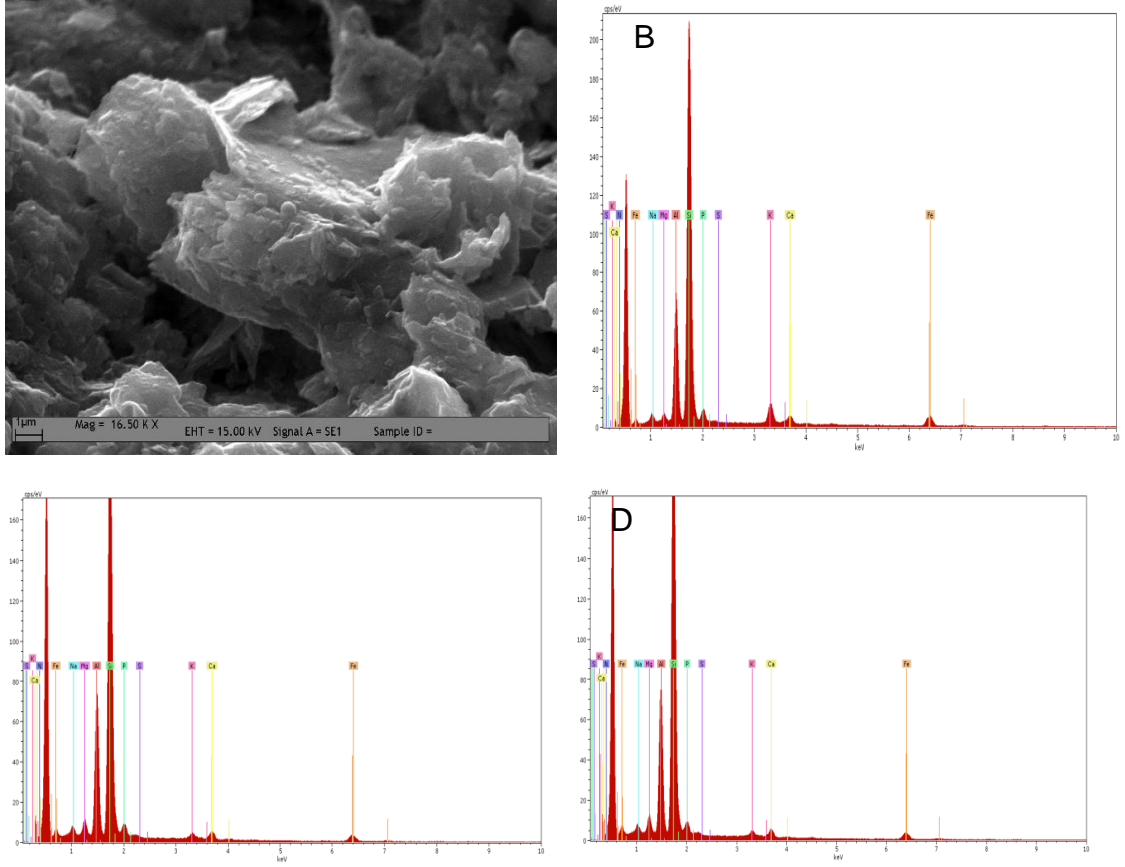 1µm
Mag = 16.50 K X
EHT = 15.00 kV Signal A = SE1 Sample ID =
cps/eV
B
200
180
160
140
120
100
80
60
40
20
0
K
S N Fe Na Mg Al Si P S K Ca Fe
Ca
1 2 3 4 5 6 7 8 9 10
keV
cps/eV
160
140
120
100
80
60
40
20
0
K
S N Fe Na Mg Al Si P S K Ca Fe
Ca
1 2 3 4 5 6 7 8 9 10
keV
cps/eV
D
160
140
120
100
80
60
40
20
0
K
S N Fe Na Mg Al Si P S K Ca Fe
Ca
1 2 3 4 5 6 7 8 9 10
keV